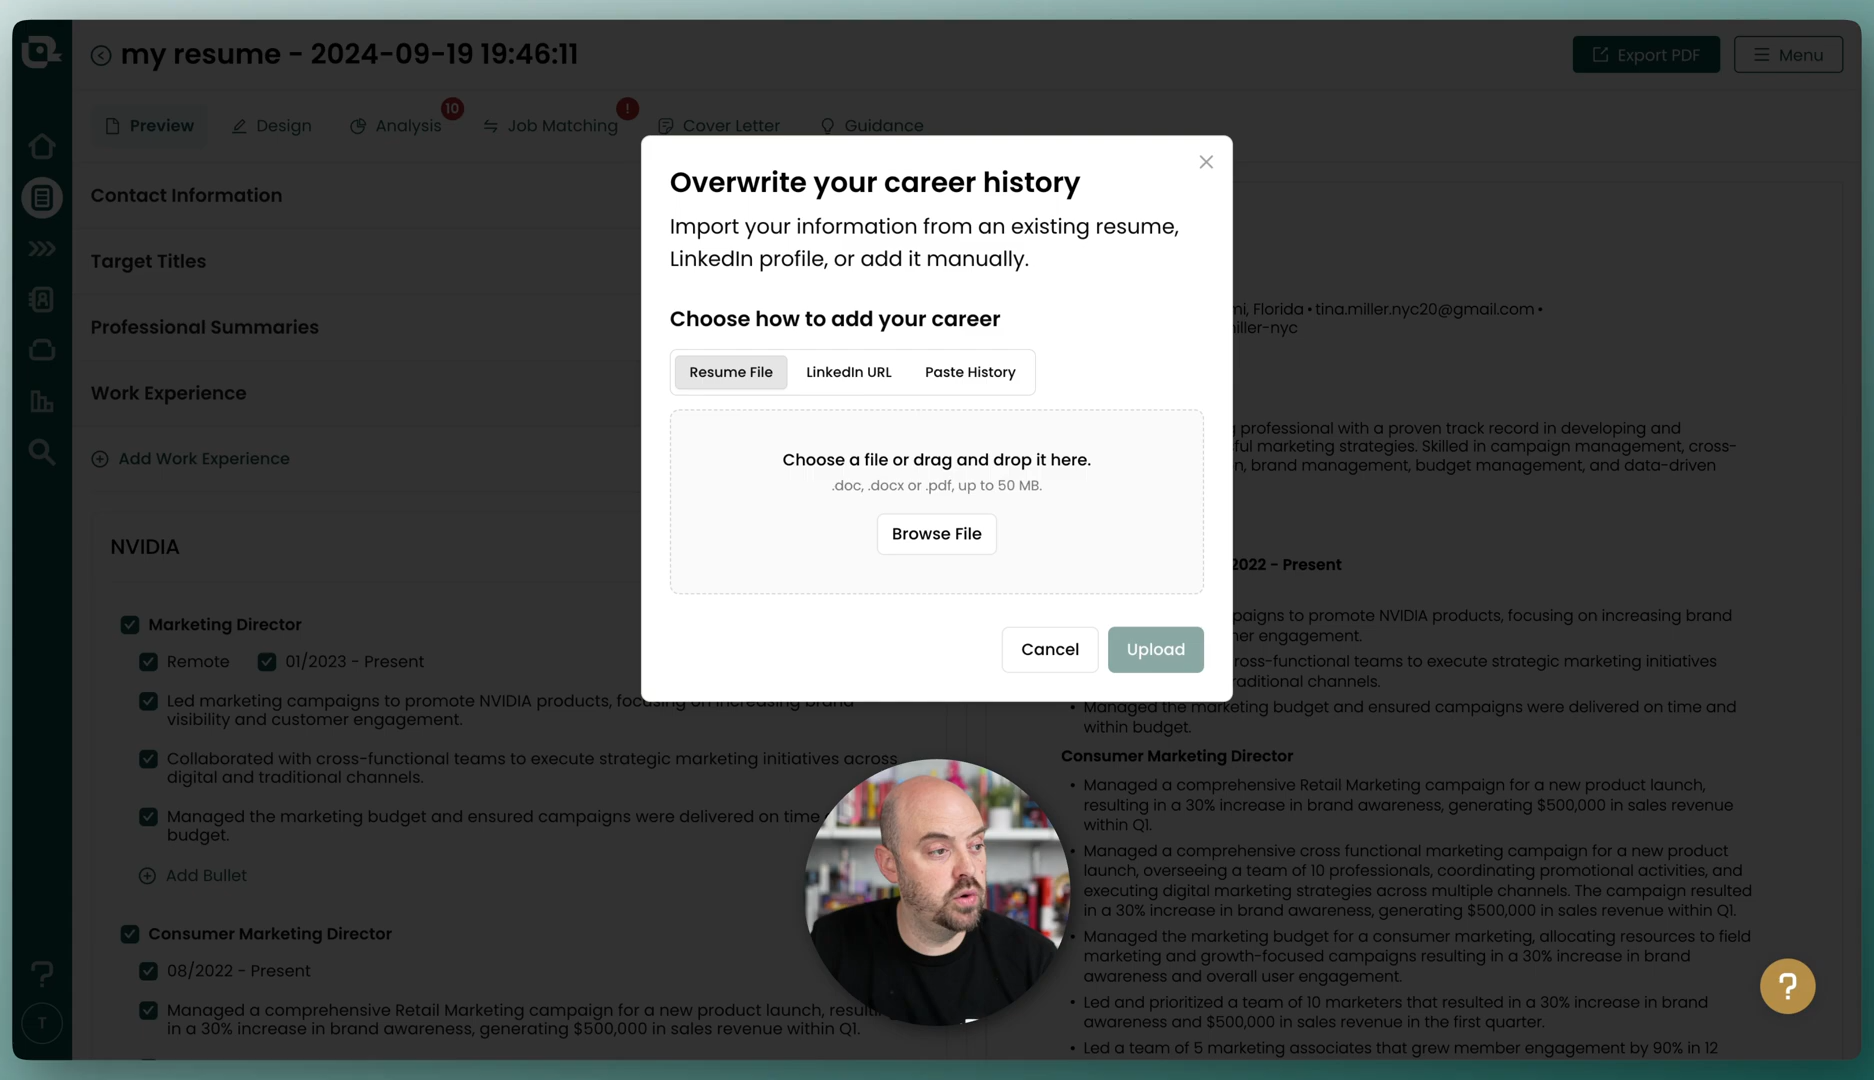 my resume - 2024-09-19 19:46:11
Export PDF
Menu
Preview
Design
Analysis
10
Job Matching
!
Cover Letter
Guidance
Contact Information
Target Titles
Professional Summaries
Work Experience
Add Work Experience
NVIDIA
Marketing Director
Remote
01/2023 - Present
Led marketing campaigns to promote NVIDIA products, focusing on increasing brand
visibility and customer engagement.
Collaborated with cross-functional teams to execute strategic marketing initiatives across
digital and traditional channels.
Managed the marketing budget and ensured campaigns were delivered on time
budget.
Add Bullet
Consumer Marketing Director
08/2022 - Present
Managed a comprehensive Retail Marketing campaign for a new product launch,
in a 30% increase in brand awareness, generating $500,000 in sales revenue within Q1.
?
T
Overwrite your career history
Import your information from an existing resume,
LinkedIn profile, or add it manually.
Choose how to add your career
Resume File
LinkedIn URL
Paste History
Choose a file or drag and drop it here.
.doc, .docx or .pdf, up to 50 MB.
Browse File
Cancel
Upload
Florida • tina.miller.nyc20@gmail.com •
iller-nyc
professional with a proven track record in developing and
ful marketing strategies. Skilled in campaign management, cross-
n, brand management, budget management, and data-driven
2022 - Present
paigns to promote NVIDIA products, focusing on increasing brand
er engagement.
ross-functional teams to execute strategic marketing initiatives
raditional channels.
• Managed the marketing budget and ensured campaigns were delivered on time and
within budget.
Consumer Marketing Director
• Managed a comprehensive Retail Marketing campaign for a new product launch,
resulting in a 30% increase in brand awareness, generating $500,000 in sales revenue
within Q1.
• Managed a comprehensive cross functional marketing campaign for a new product
launch, overseeing a team of 10 professionals, coordinating promotional activities, and
executing digital marketing strategies across multiple channels. The campaign resulted
in a 30% increase in brand awareness, generating $500,000 in sales revenue within Q1.
• Managed the marketing budget for a consumer marketing, allocating resources to field
marketing and growth-focused campaigns resulting in a 30% increase in brand
awareness and overall user engagement.
• Led and prioritized a team of 10 marketers that resulted in a 30% increase in brand
awareness and $500,000 in sales revenue in the first quarter.
• Led a team of 5 marketing associates that grew member engagement by 90% in 12
?